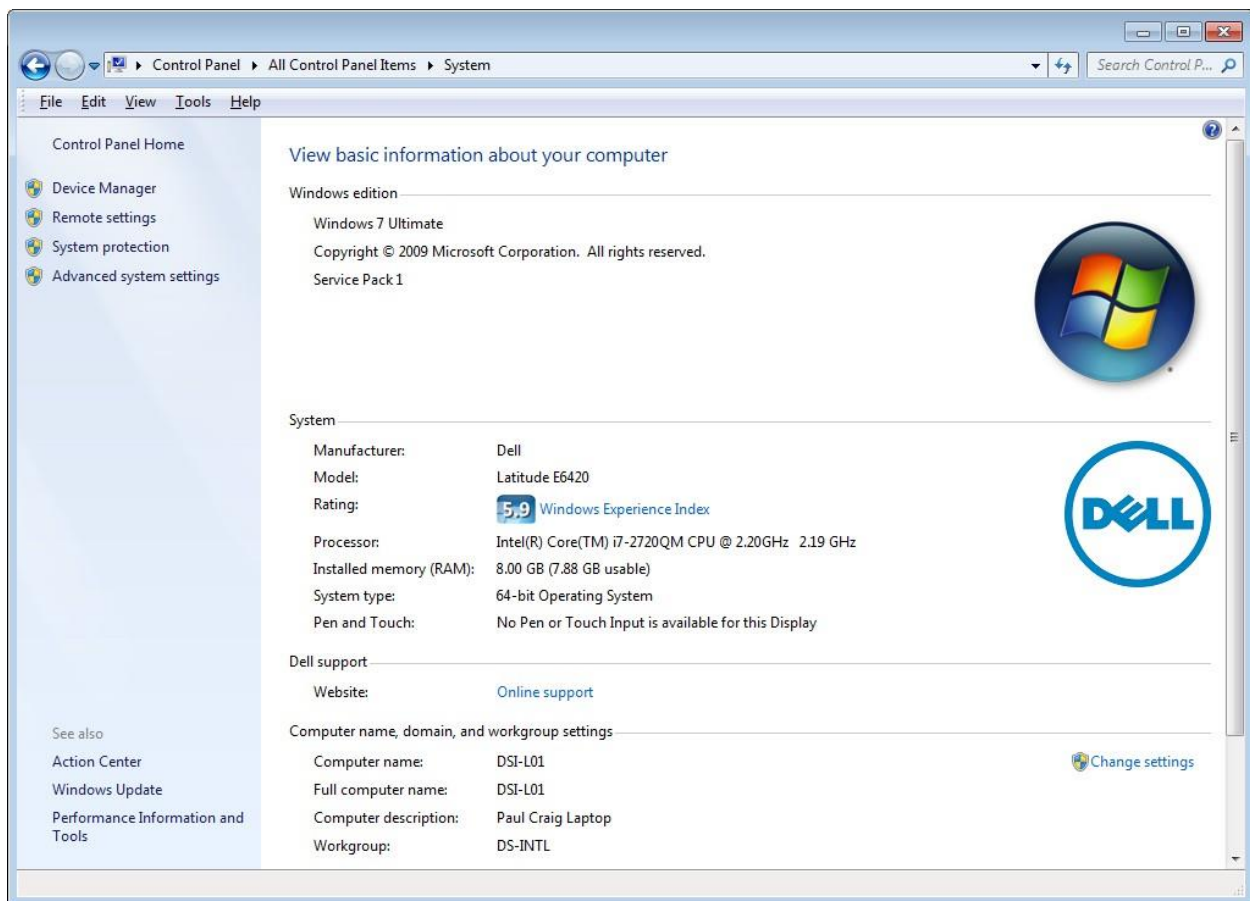 Control Panel ▸ All Control Panel Items ▸ System
Search Control P...
File Edit View Tools Help
Control Panel Home
Device Manager
Remote settings
System protection
Advanced system settings
See also
Action Center
Windows Update
Performance Information and
Tools
View basic information about your computer
Windows edition
Windows 7 Ultimate
Copyright © 2009 Microsoft Corporation. All rights reserved.
Service Pack 1
System
Manufacturer: Dell
Model: Latitude E6420
Rating: 5,9 Windows Experience Index
Processor: Intel(R) Core(TM) i7-2720QM CPU @ 2.20GHz 2.19 GHz
Installed memory (RAM): 8.00 GB (7.88 GB usable)
System type: 64-bit Operating System
Pen and Touch: No Pen or Touch Input is available for this Display
DELL
Dell support
Website: Online support
Computer name, domain, and workgroup settings
Computer name: DSI-L01
Change settings
Full computer name: DSI-L01
Computer description: Paul Craig Laptop
Workgroup: DS-INTL